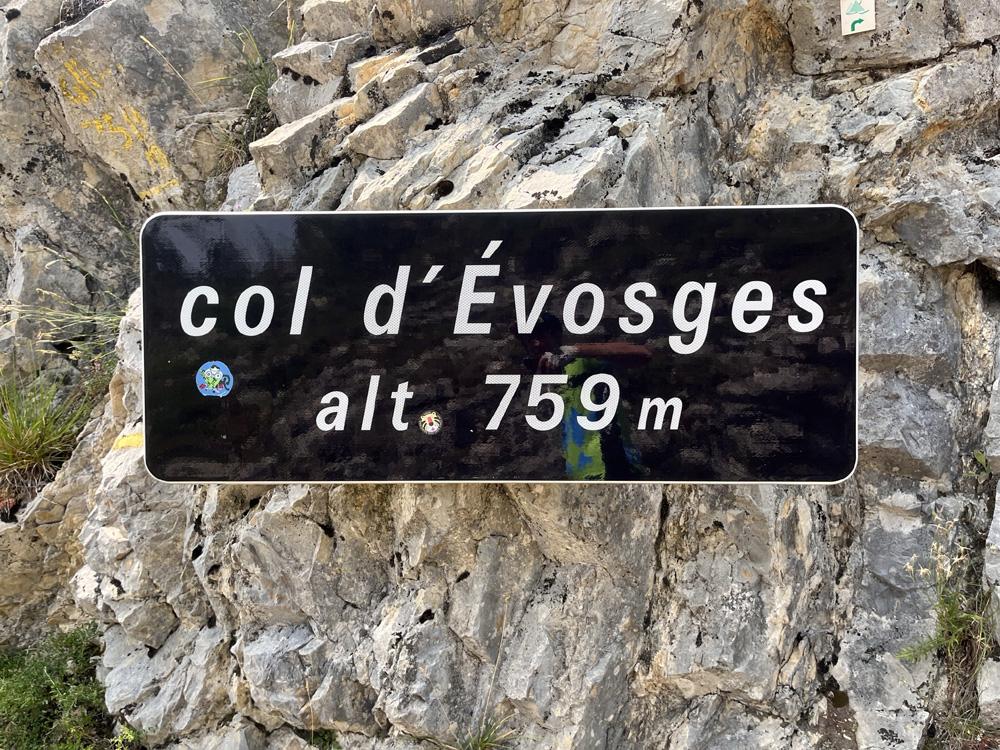 col d'Évosges
alt. 759 m